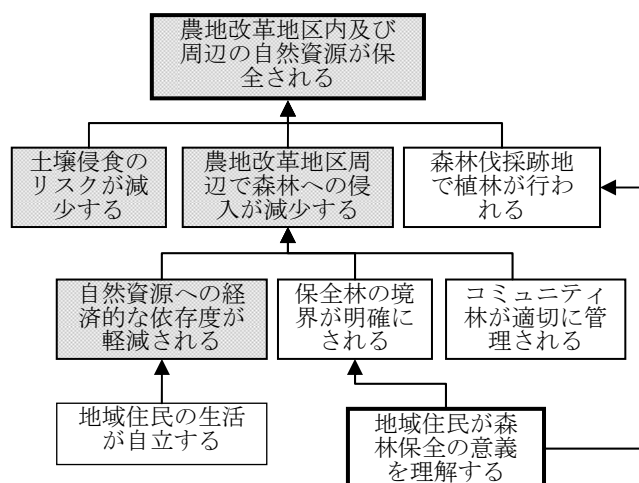 農地改革地区内及び
周辺の自然資源が保
全される
土壌侵食の
リスクが減
少する
農地改革地区周
辺で森林への侵
入が減少する
森林伐採跡地
で植林が行わ
れる
自然資源への経
済的な依存度が
軽減される
保全林の境
界が明確に
される
コミュニティ
林が適切に管
理される
地域住民の生活
が自立する
地域住民が森
林保全の意義
を理解する